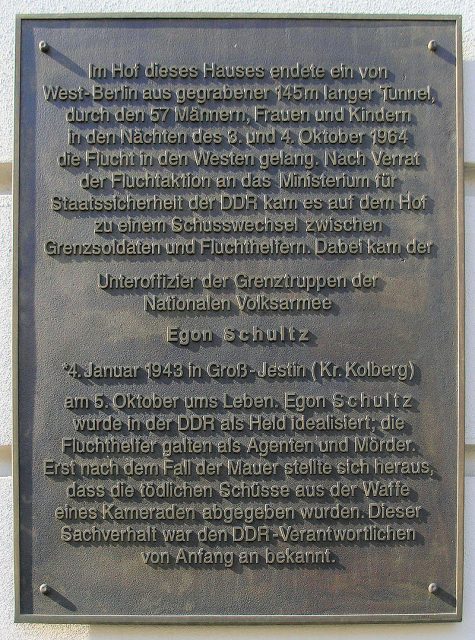 Im Hof dieses Hauses endete ein von
West-Berlin aus gegrabener 145m langer Tunnel,
durch den 57 Männern, Frauen und Kindern
in den Nächten des 3. und 4. Oktober 1964
die Flucht in den Westen gelang. Nach Verrat
der Fluchtaktion an das Ministerium für
Staatssicherheit der DDR kam es auf dem Hof
zu einem Schusswechsel zwischen
Grenzsoldaten und Fluchthelfern. Dabei kam der
Unteroffizier der Grenztruppen der
Nationalen Volksarmee
Egon Schultz
*4. Januar 1943 in Groß-Jestin (Kr. Kolberg)
am 5. Oktober ums Leben. Egon Schultz
wurde in der DDR als Held idealisiert; die
Fluchthelfer galten als Agenten und Mörder.
Erst nach dem Fall der Mauer stellte sich heraus,
dass die tödlichen Schüsse aus der Waffe
eines Kameraden abgegeben wurden. Dieser
Sachverhalt war den DDR-Verantwortlichen
von Anfang an bekannt.